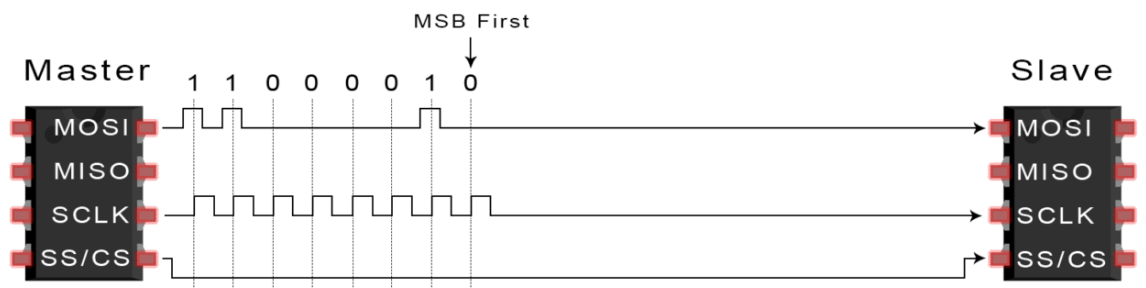 MSB First
Master
1 1 0 0 0 0 1 0
Slave
MOSI
MISO
SCLK
SS/CS
MOSI
MISO
SCLK
SS/CS